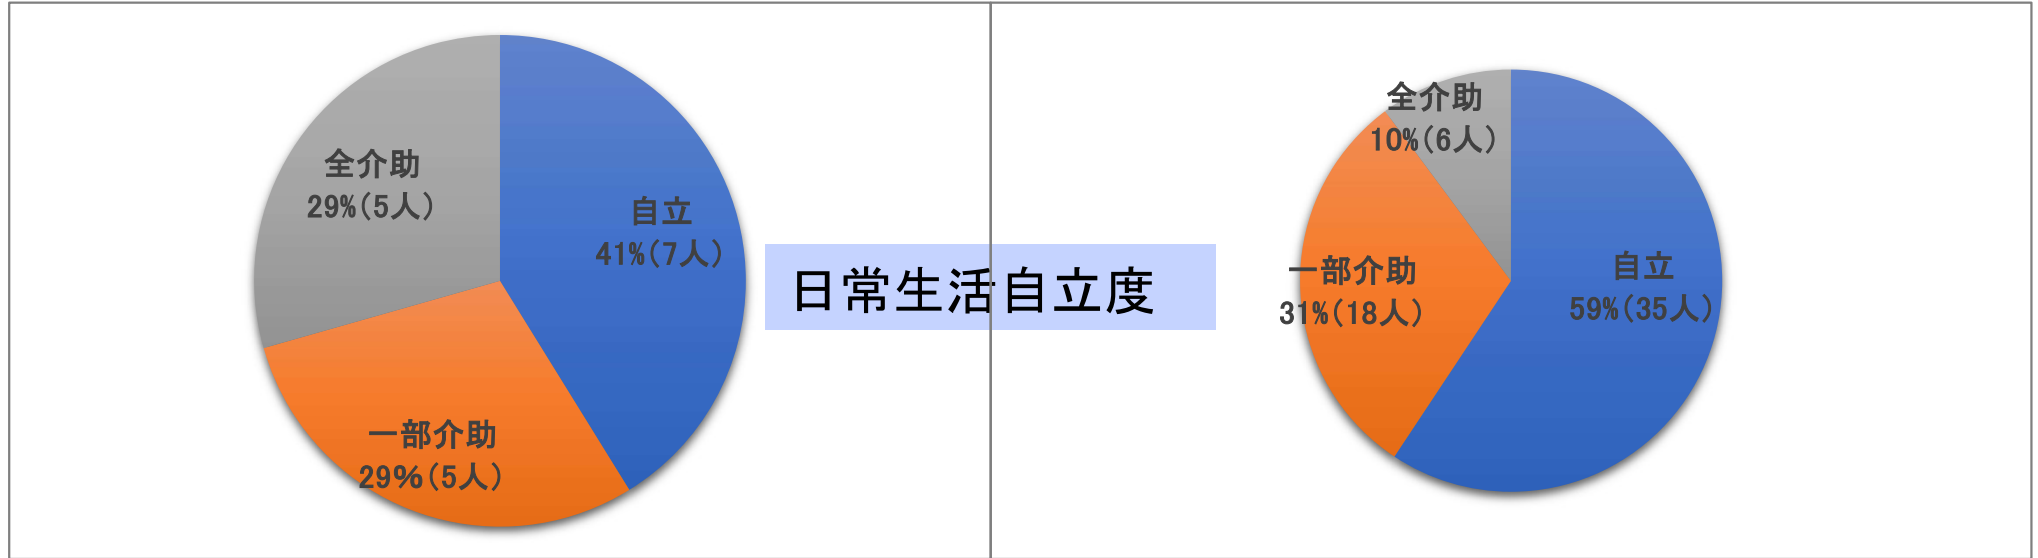 全介助
29%(5人)
自立
41%(7人)
一部介助
29%(5人)
日常生活自立度
全介助
10%(6人)
一部介助
31%(18人)
自立
59%(35人)